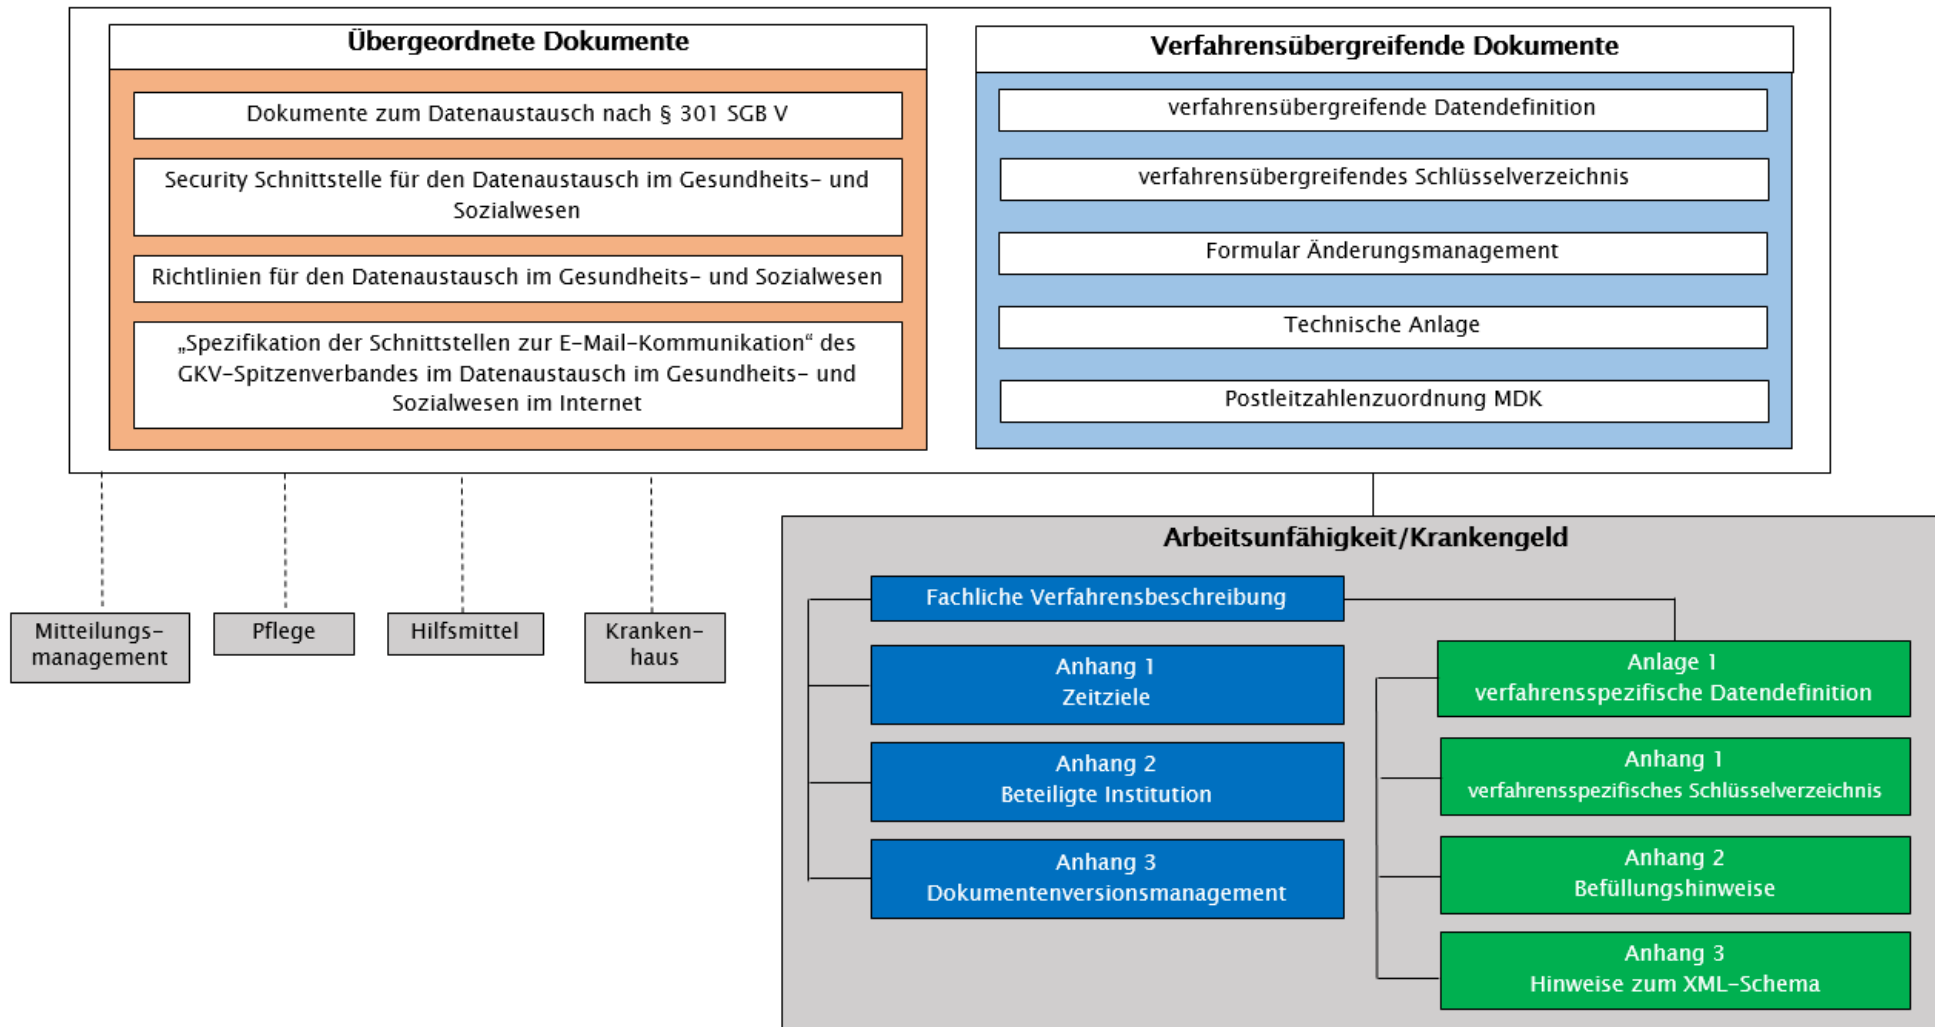 Übergeordnete Dokumente
Dokumente zum Datenaustausch nach § 301 SGB V
Security Schnittstelle für den Datenaustausch im Gesundheits- und
Sozialwesen
Richtlinien für den Datenaustausch im Gesundheits- und Sozialwesen
„Spezifikation der Schnittstellen zur E-Mail-Kommunikation“ des
GKV-Spitzenverbandes im Datenaustausch im Gesundheits- und
Sozialwesen im Internet
Verfahrensübergreifende Dokumente
verfahrensübergreifende Datendefinition
verfahrensübergreifendes Schlüsselverzeichnis
Formular Änderungsmanagement
Technische Anlage
Postleitzahlenzuordnung MDK
Mitteilungs-
management
Pflege
Hilfsmittel
Kranken-
haus
Arbeitsunfähigkeit/Krankengeld
Fachliche Verfahrensbeschreibung
Anhang 1
Zeitziele
Anhang 2
Beteiligte Institution
Anhang 3
Dokumentenversionsmanagement
Anlage 1
verfahrensspezifische Datendefinition
Anhang 1
verfahrensspezifisches Schlüsselverzeichnis
Anhang 2
Befüllungshinweise
Anhang 3
Hinweise zum XML-Schema